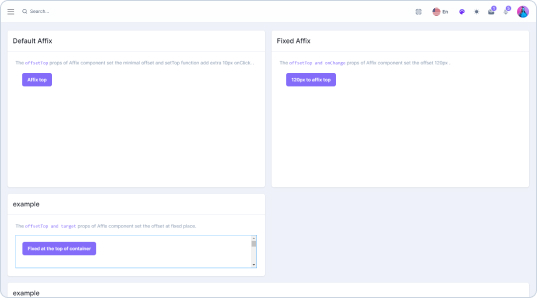 Search...
En
Default Affix
The offsetTop props of Affix component set the minimal offset and setTop function add extra 10px onClick.
Affix top
Fixed Affix
The offsetTop and onChange props of Affix component set the offset 120px.
120px to affix top
example
The offsetTop and target props of Affix component set the offset at fixed place.
Fixed at the top of container
example